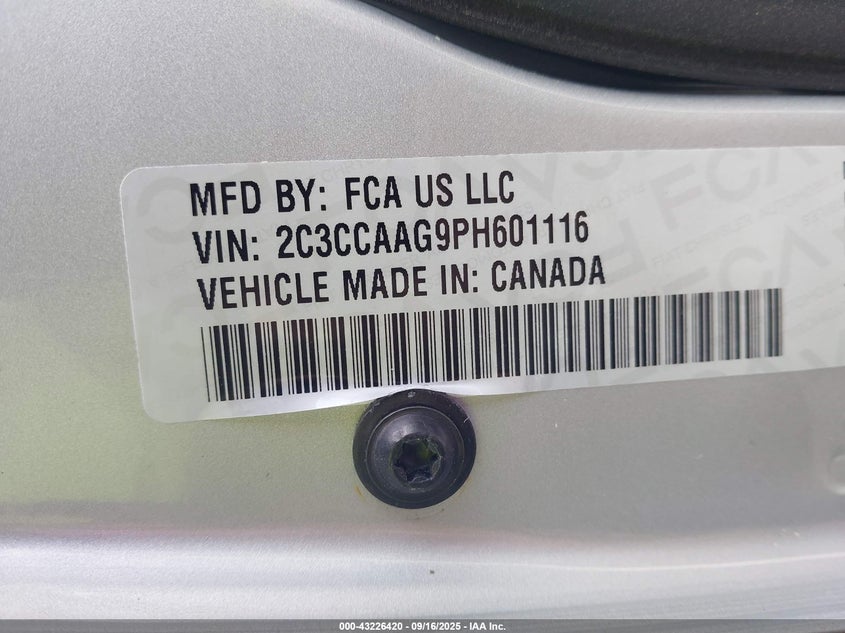 MFD BY: FCA US LLC
VIN: 2C3CCAAG9PH601116
VEHICLE MADE IN: CANADA
000-43226420 - 09/16/2025 - IAA Inc.